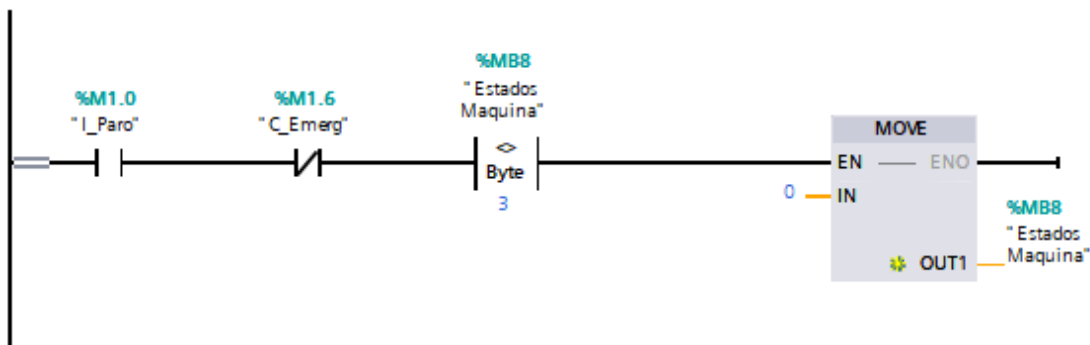 %MB8
"Estados
Maquina"
%M1.0
"I_Paro"
%M1.6
"C_Emerg"
<>
Byte
3
MOVE
EN
ENO
0
IN
OUT1
%MB8
"Estados
Maquina"